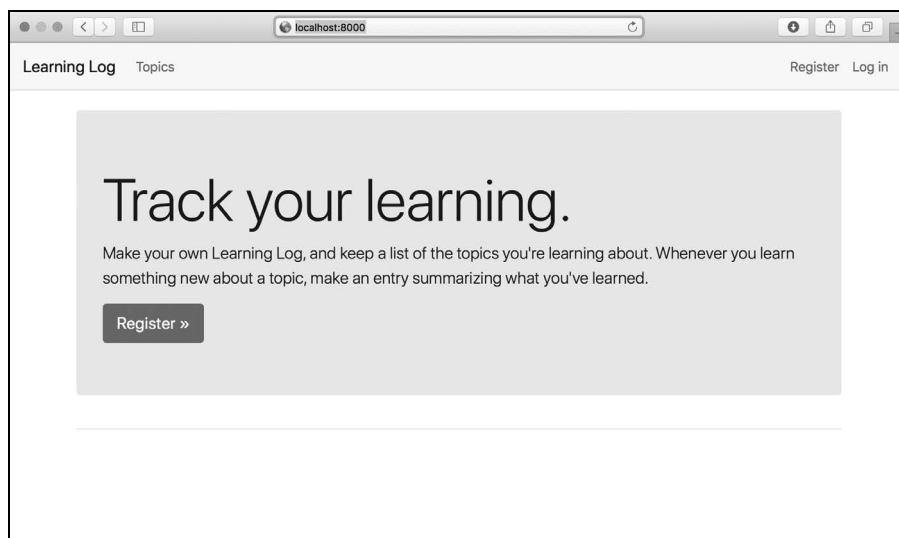 localhost:8000
Learning Log Topics Register Log in
Track your learning.
Make your own Learning Log, and keep a list of the topics you're learning about. Whenever you learn
something new about a topic, make an entry summarizing what you've learned.
Register »